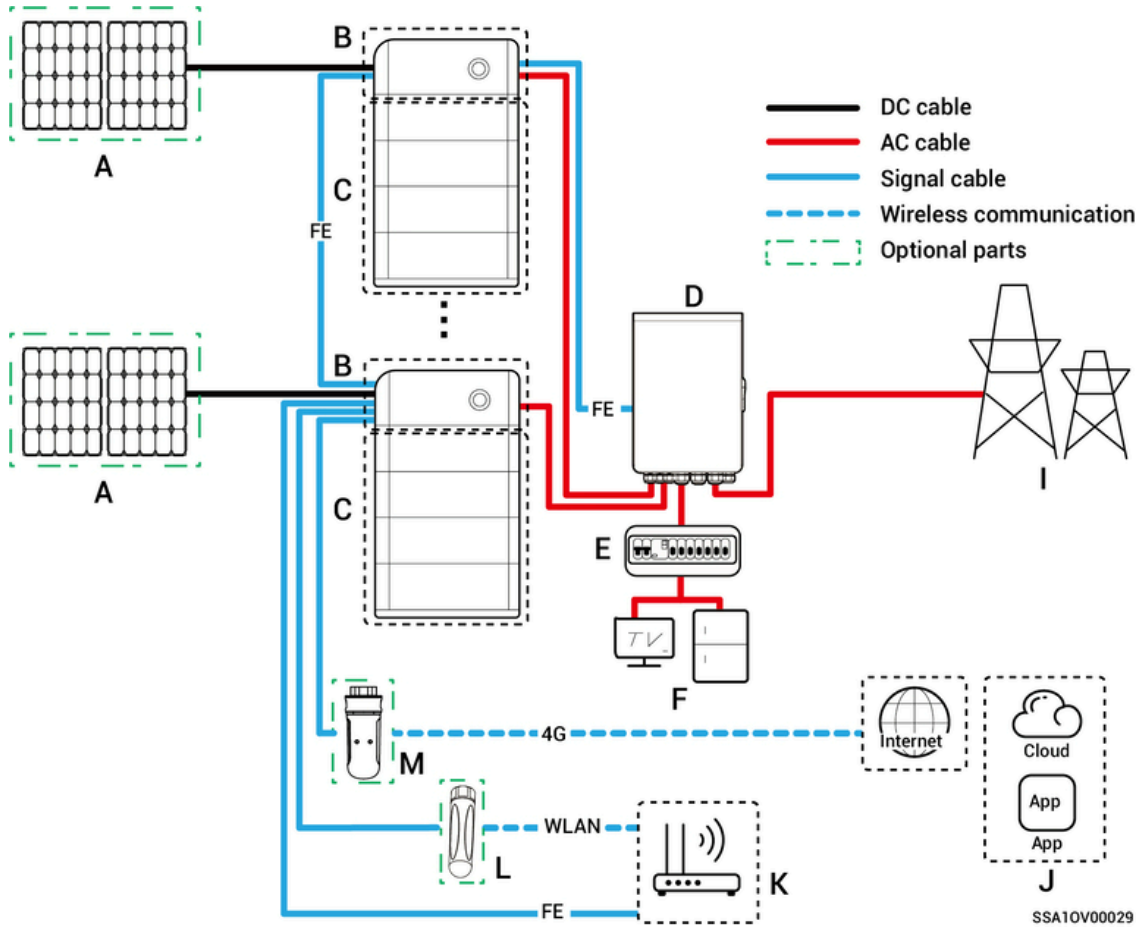 B
DC cable
A
AC cable
C
Signal cable
FE
Wireless communication
Optional parts
D
B
FE
A
C
I
E
TV
F
4G
Internet
Cloud
M
App
App
WLAN
L
K
J
FE
SSA1OV00029